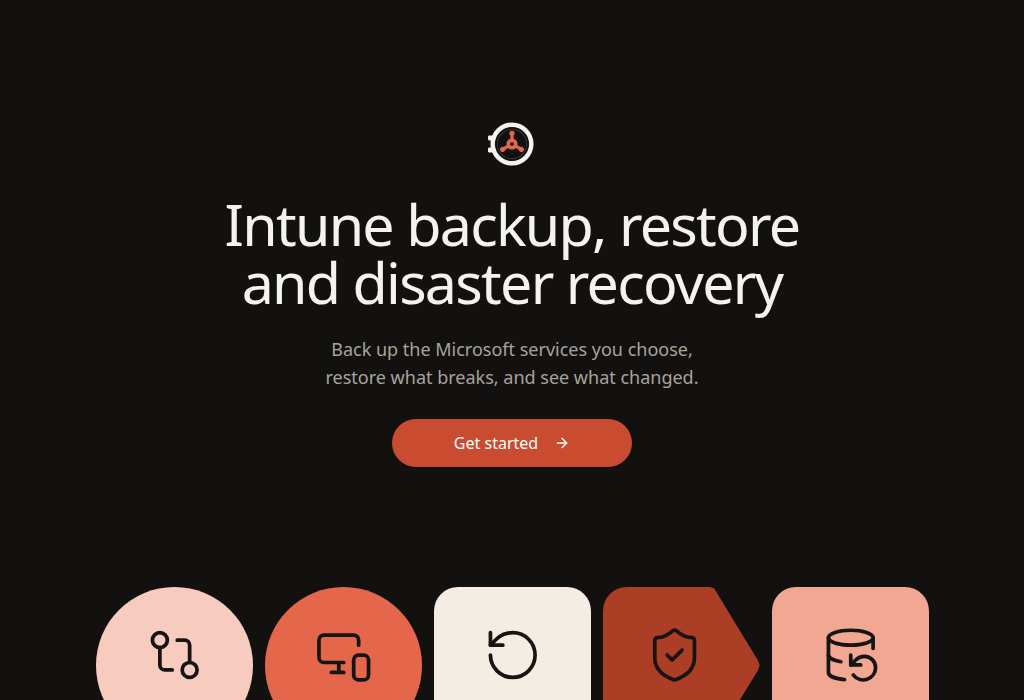 Intune backup, restore
and disaster recovery
Back up the Microsoft services you choose,
restore what breaks, and see what changed.
Get started